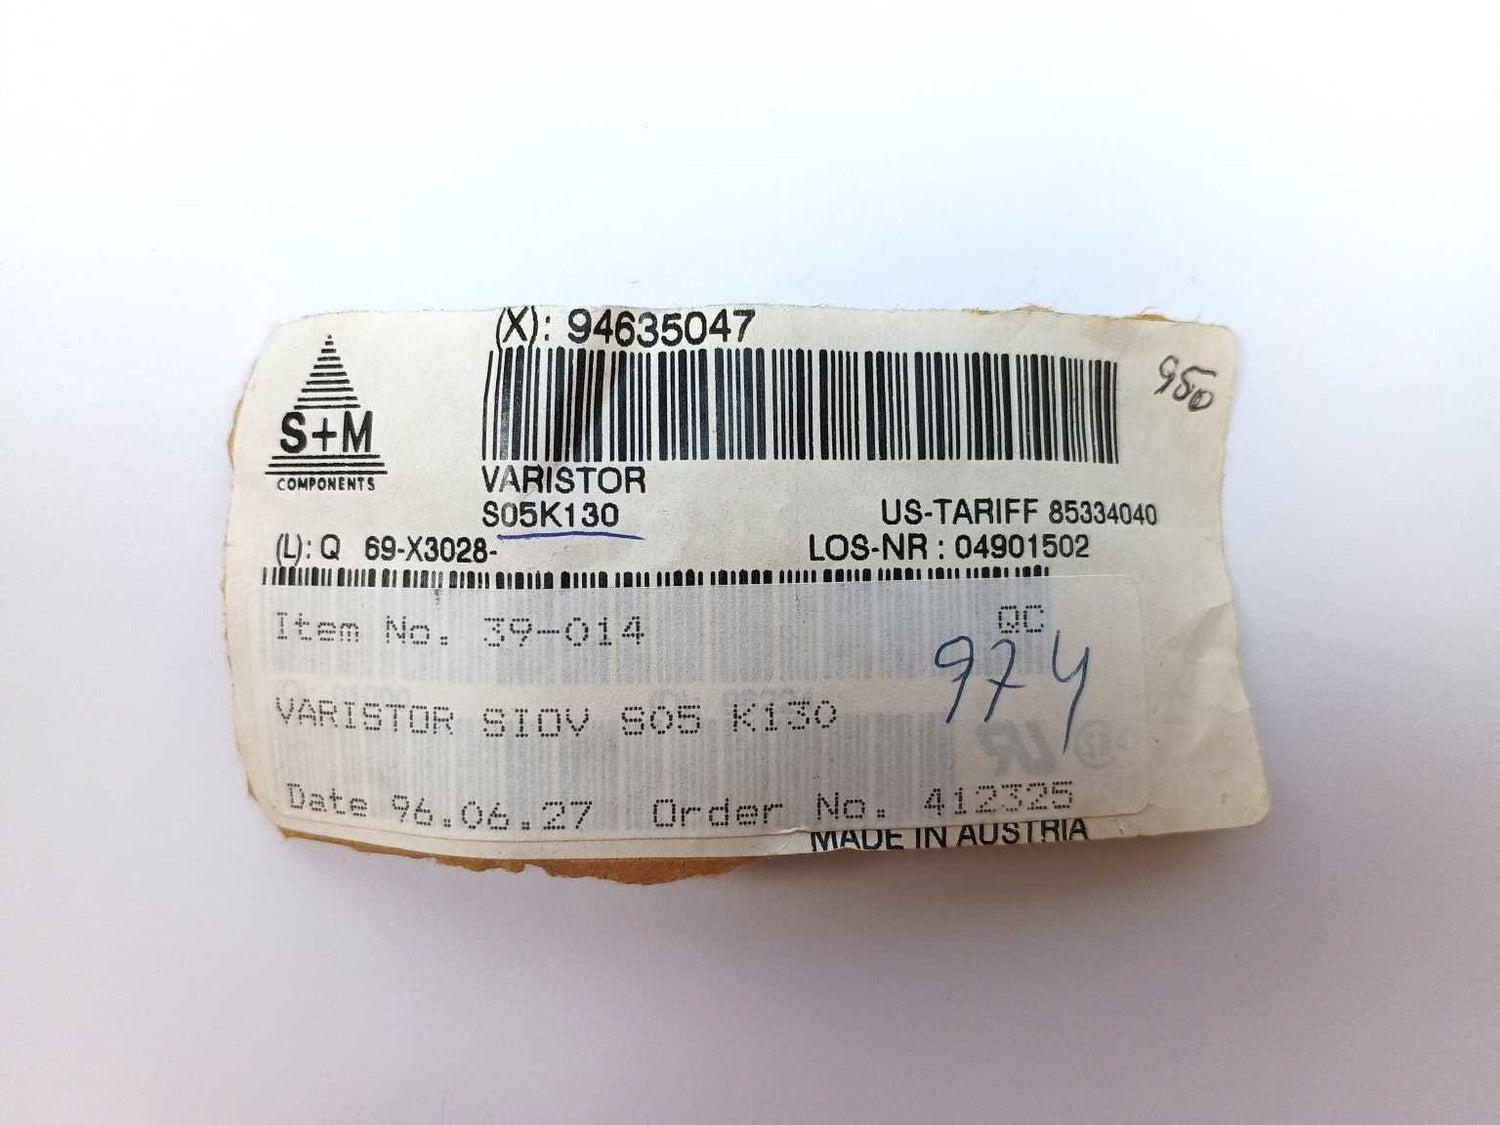 (X): 94635047
950
S+M
COMPONENTS
VARISTOR
S05K130
US-TARIFF 85334040
(L): Q 69-X3028-
LOS-NR : 04901502
Item No. 39-014
QC
974
VARISTOR SIOV S05 K130
Date 96.06.27 Order No. 412325
MADE IN AUSTRIA